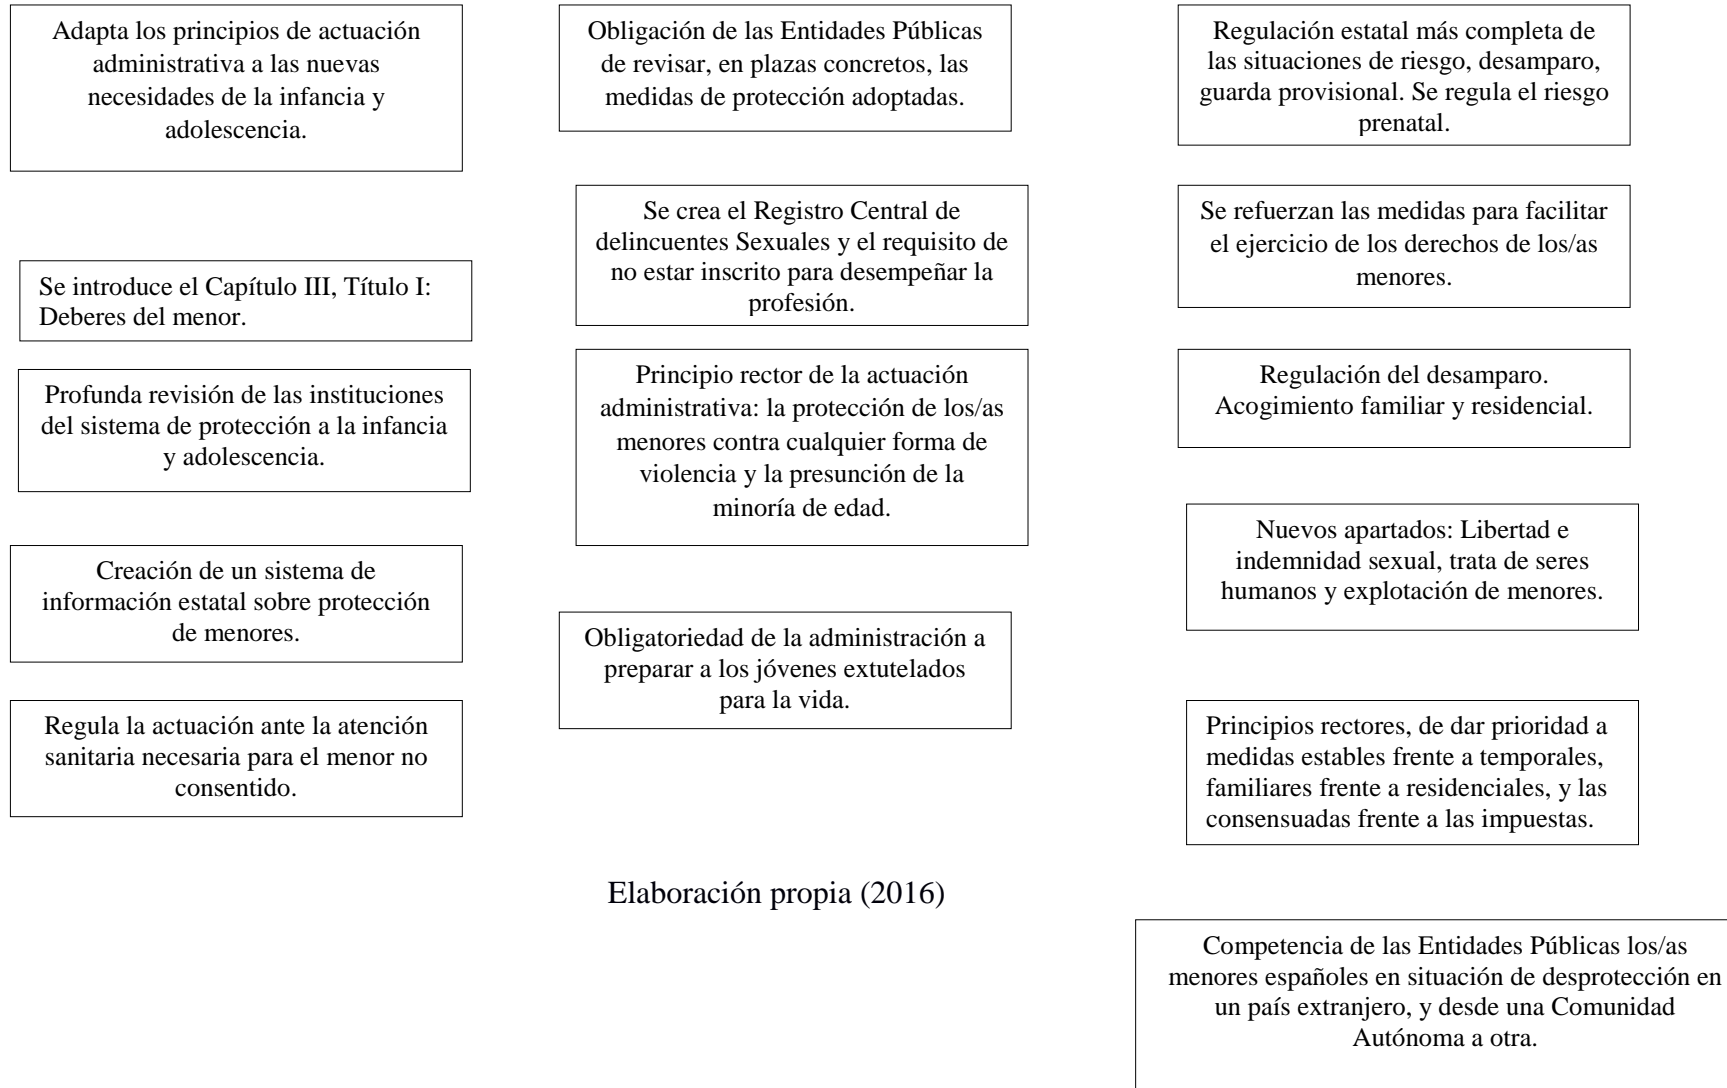 Adapta los principios de actuación
administrativa a las nuevas
necesidades de la infancia y
adolescencia.
Se introduce el Capítulo III, Título I:
Deberes del menor.
Profunda revisión de las instituciones
del sistema de protección a la infancia
y adolescencia.
Creación de un sistema de
información estatal sobre protección
de menores.
Regula la actuación ante la atención
sanitaria necesaria para el menor no
consentido.
Obligación de las Entidades Públicas
de revisar, en plazas concretos, las
medidas de protección adoptadas.
Se crea el Registro Central de
delincuentes Sexuales y el requisito de
no estar inscrito para desempeñar la
profesión.
Principio rector de la actuación
administrativa: la protección de los/as
menores contra cualquier forma de
violencia y la presunción de la
minoría de edad.
Obligatoriedad de la administración a
preparar a los jóvenes extutelados
para la vida.
Regulación estatal más completa de
las situaciones de riesgo, desamparo,
guarda provisional. Se regula el riesgo
prenatal.
Se refuerzan las medidas para facilitar
el ejercicio de los derechos de los/as
menores.
Regulación del desamparo.
Acogimiento familiar y residencial.
Nuevos apartados: Libertad e
indemnidad sexual, trata de seres
humanos y explotación de menores.
Principios rectores, de dar prioridad a
medidas estables frente a temporales,
familiares frente a residenciales, y las
consensuadas frente a las impuestas.
Elaboración propia (2016)
Competencia de las Entidades Públicas los/as
menores españoles en situación de desprotección en
un país extranjero, y desde una Comunidad
Autónoma a otra.